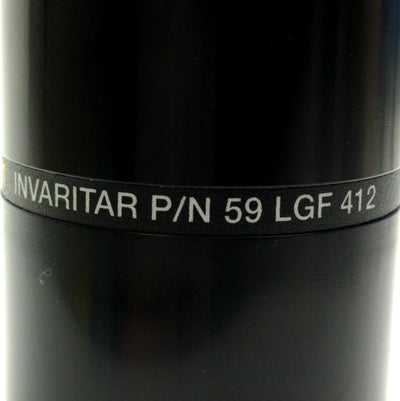 INVARITAR P/N 59 LGF 412